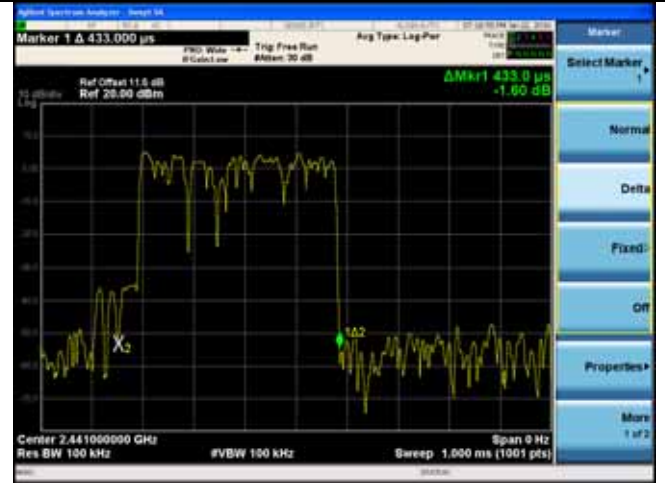 Agilent Spectrum Analyzer - Swept SA
Marker 1 Δ 433.000 µs
PNO: Wide
IFGain:Low
Trig: Free Run
#Atten: 30 dB
Avg Type: Log-Pwr
Marker
Select Marker
1
Ref Offset 11.5 dB
Ref 20.00 dBm
10 dB/div
Log
ΔMkr1 433.0 µs
-1.60 dB
Normal
Delta
Fixed
Off
X2
1Δ2
Properties
More
1 of 2
Center 2.441000000 GHz
Span 0 Hz
Res BW 100 kHz
#VBW 100 kHz
Sweep 1.000 ms (1001 pts)